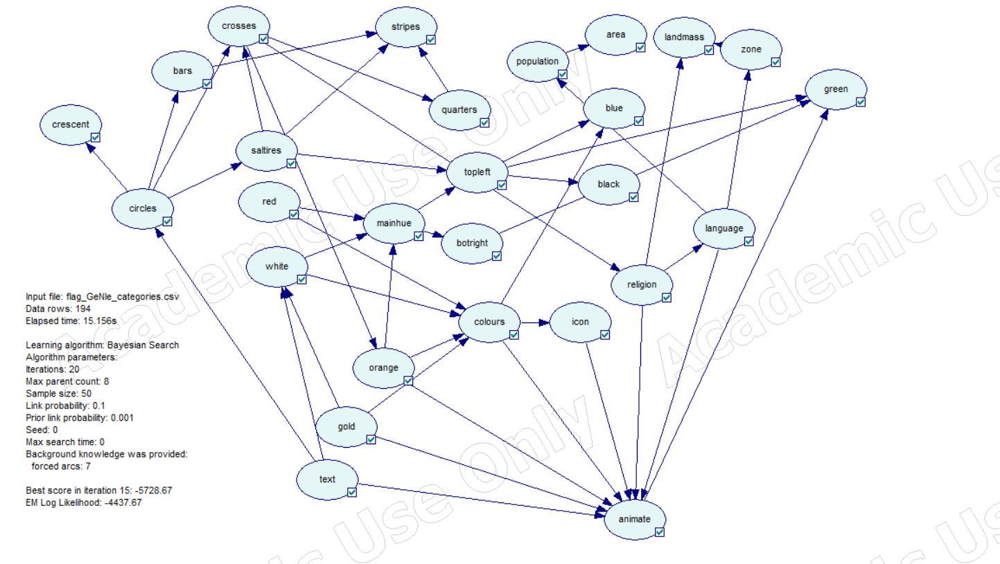 crosses
stripes
area
landmass
zone
population
bars
green
blue
quarters
crescent
saltires
topleft
black
red
circles
mainhue
language
botright
white
religion
Input file: flag_GeNIe_categories.csv
Data rows: 194
Elapsed time: 15.156s
colours
icon
Learning algorithm: Bayesian Search
Algorithm parameters:
Iterations: 20
orange
Max parent count: 8
Sample size: 50
Link probability: 0.1
Prior link probability: 0.001
gold
Seed: 0
Max search time: 0
Background knowledge was provided:
forced arcs: 7
text
Best score in iteration 15: -5728.67
EM Log Likelihood: -4437.67
animate
Academic Use Only
Academic Us
Use Only
Us